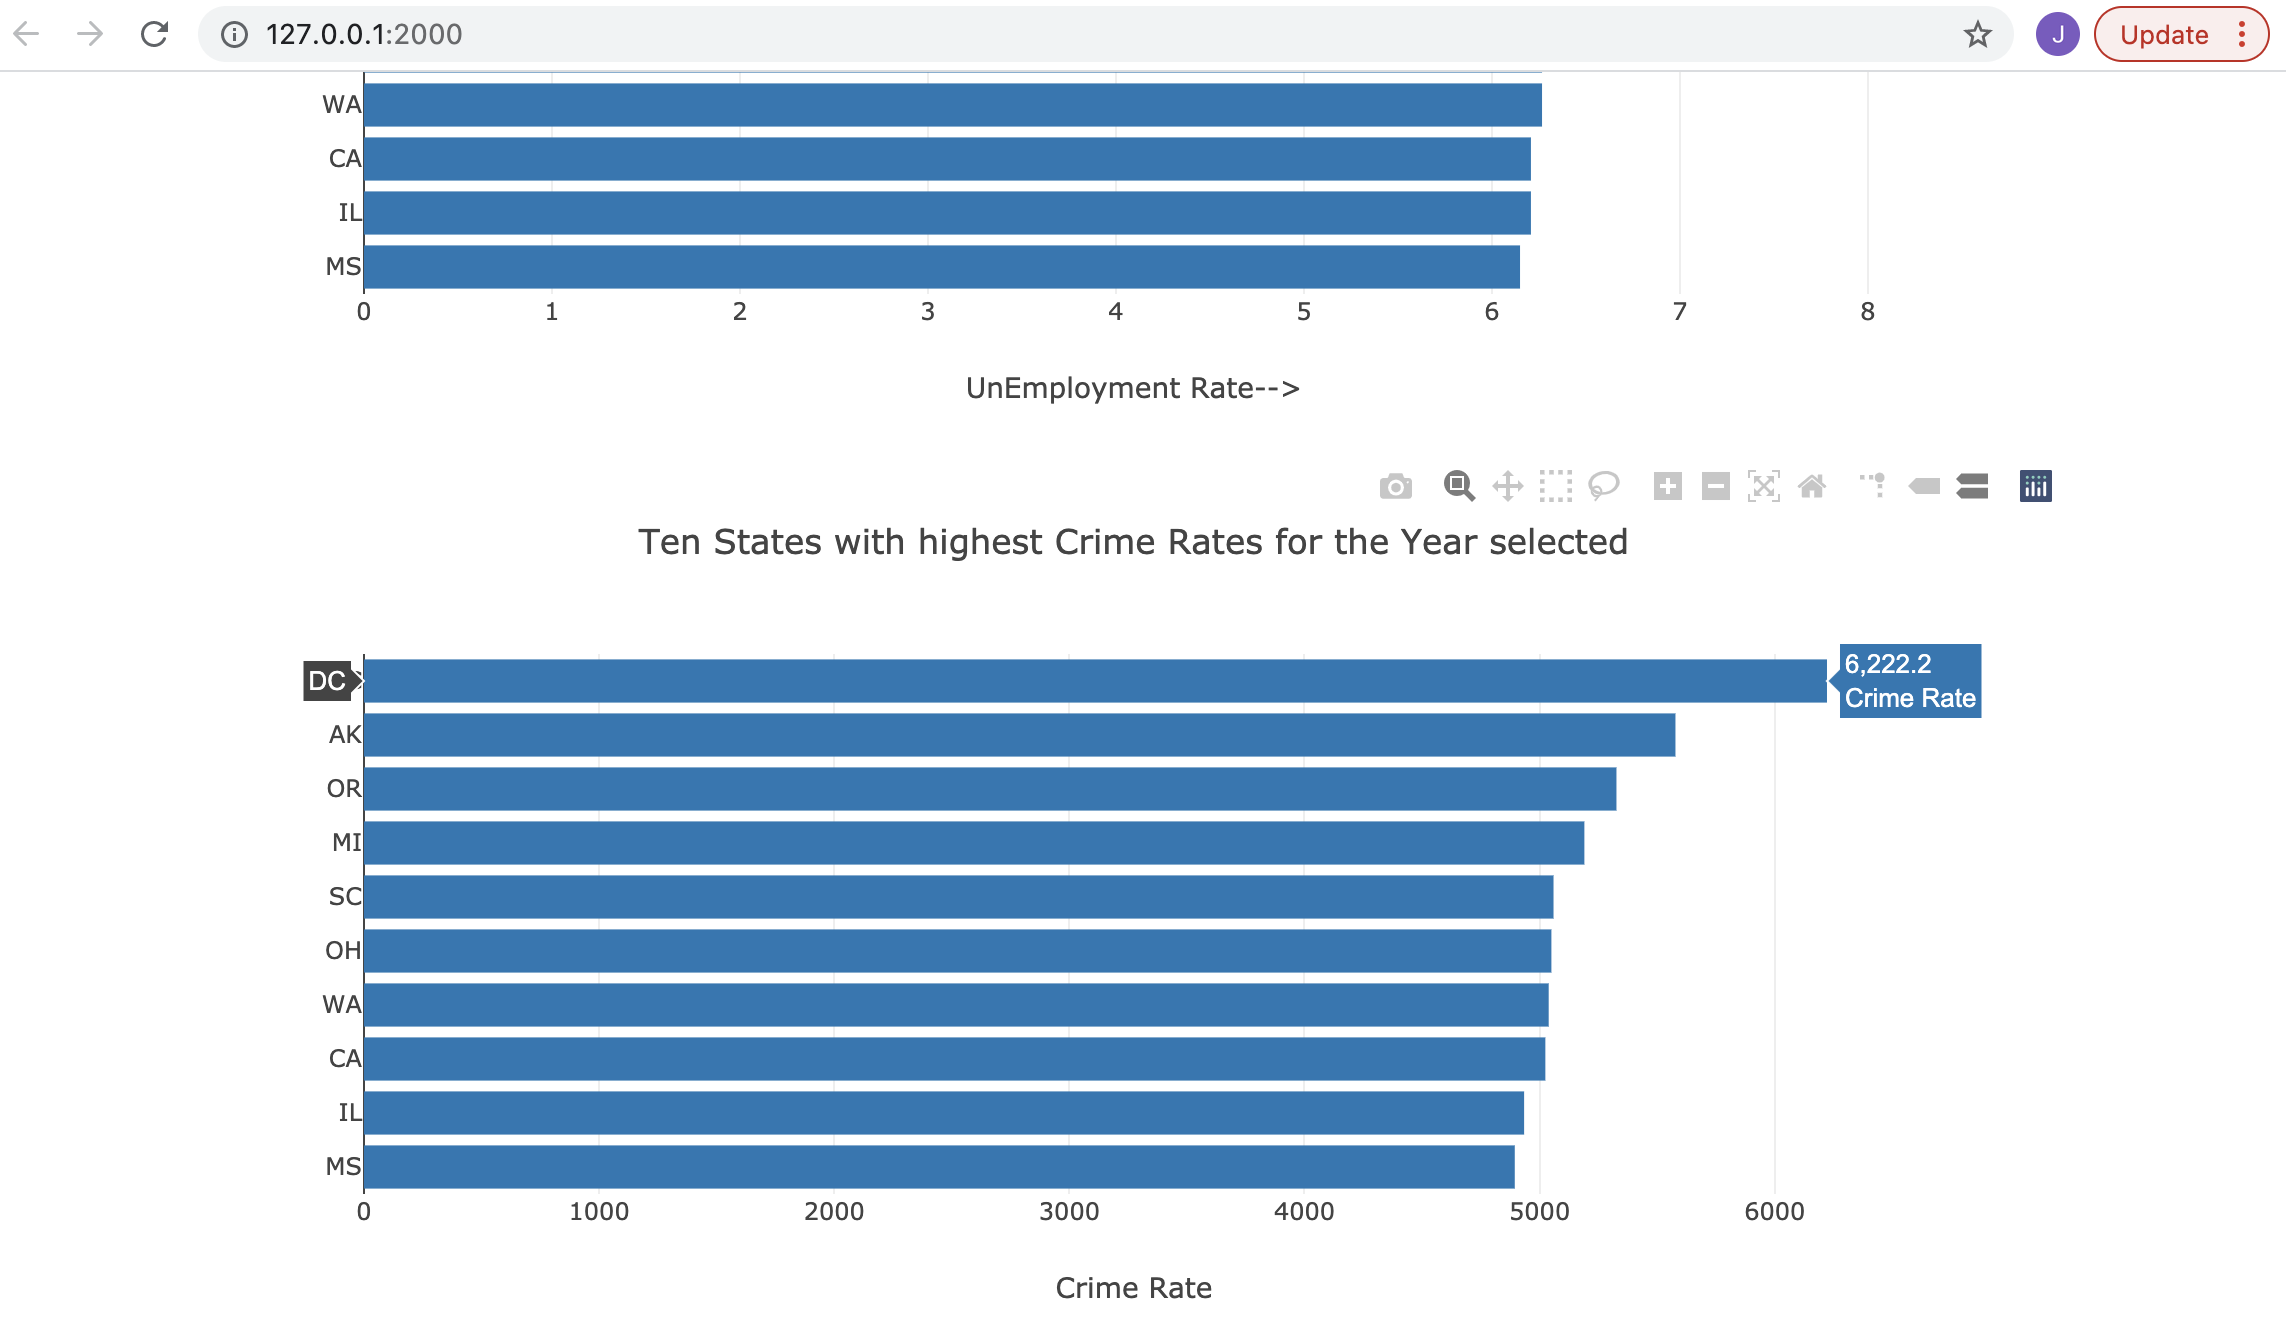 127.0.0.1:2000
J
Update
WA
CA
IL
MS
0 1 2 3 4 5 6 7 8
UnEmployment Rate-->
Ten States with highest Crime Rates for the Year selected
DC
6,222.2
Crime Rate
AK
OR
MI
SC
OH
WA
CA
IL
MS
0 1000 2000 3000 4000 5000 6000
Crime Rate